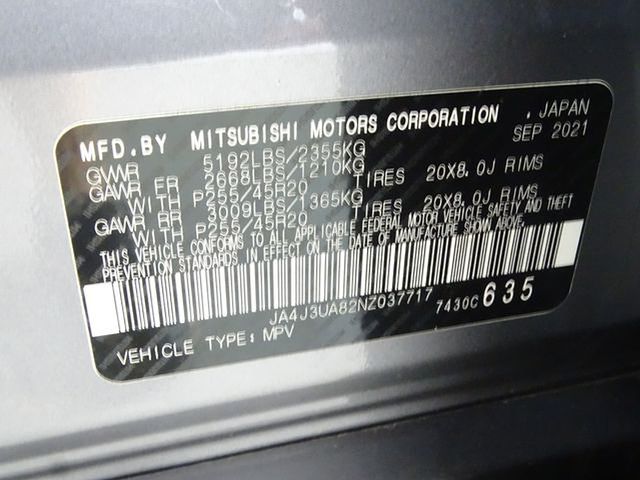 MFD.BY MITSUBISHI MOTORS CORPORATION , JAPAN
SEP 2021
GVWR 5192LBS/2355KG
GAWR FR 2668LBS/1210KG
WITH P255/45R20 TIRES 20X8.0J RIMS
GAWR RR 3009LBS/1365KG
WITH P255/45R20 TIRES 20X8.0J RIMS
THIS VEHICLE CONFORMS TO ALL APPLICABLE FEDERAL MOTOR VEHICLE SAFETY AND THEFT
PREVENTION STANDARDS IN EFFECT ON THE DATE OF MANUFACTURE SHOWN ABOVE.
JA4J3UA82NZ037717 7430C 635
VEHICLE TYPE: MPV